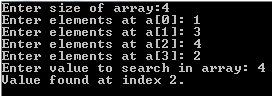 Enter size of array:4
Enter elements at a[0]: 1
Enter elements at a[1]: 3
Enter elements at a[2]: 4
Enter elements at a[3]: 2
Enter value to search in array: 4
Value found at index 2.